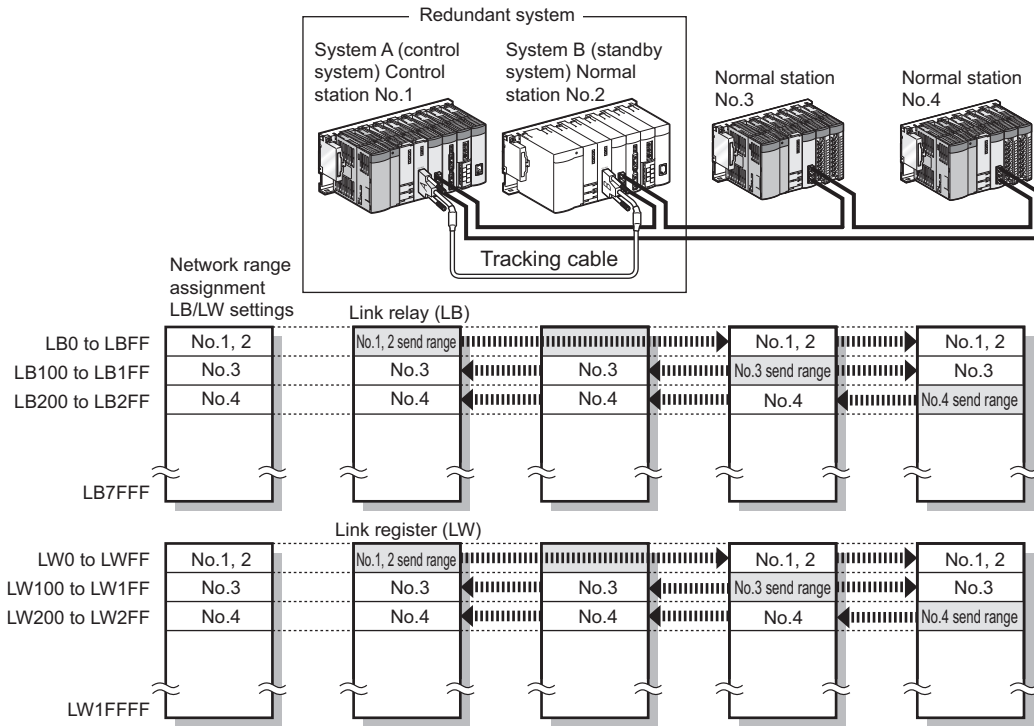 Redundant system
System A (control
system) Control
station No.1
System B (standby
system) Normal
station No.2
Normal station
No.3
Normal station
No.4
Tracking cable
Network range
assignment
LB/LW settings
Link relay (LB)
LB0 to LBFF No.1, 2 No.1, 2 send range No.1, 2 No.1, 2
LB100 to LB1FF No.3 No.3 No.3 No.3 send range No.3
LB200 to LB2FF No.4 No.4 No.4 No.4 No.4 send range
LB7FFF
Link register (LW)
LW0 to LWFF No.1, 2 No.1, 2 send range No.1, 2 No.1, 2
LW100 to LW1FF No.3 No.3 No.3 No.3 send range No.3
LW200 to LW2FF No.4 No.4 No.4 No.4 No.4 send range
LW1FFFF